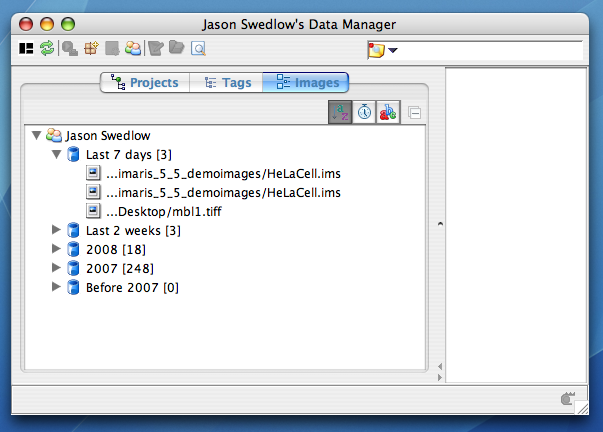 Jason Swedlow's Data Manager
Projects Tags Images
Jason Swedlow
Last 7 days [3]
...imaris_5_5_demoimages/HeLaCell.ims
...imaris_5_5_demoimages/HeLaCell.ims
...Desktop/mbl1.tiff
Last 2 weeks [3]
2008 [18]
2007 [248]
Before 2007 [0]